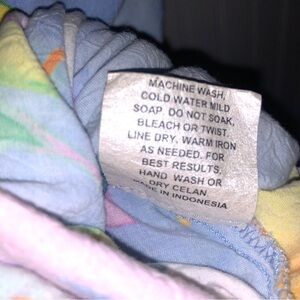 MACHINE WASH,
COLD WATER MILD
SOAP. DO NOT SOAK,
BLEACH OR TWIST.
LINE DRY, WARM IRON
AS NEEDED. FOR
BEST RESULTS,
HAND WASH OR
DRY CELAN.
IN INDONESIA